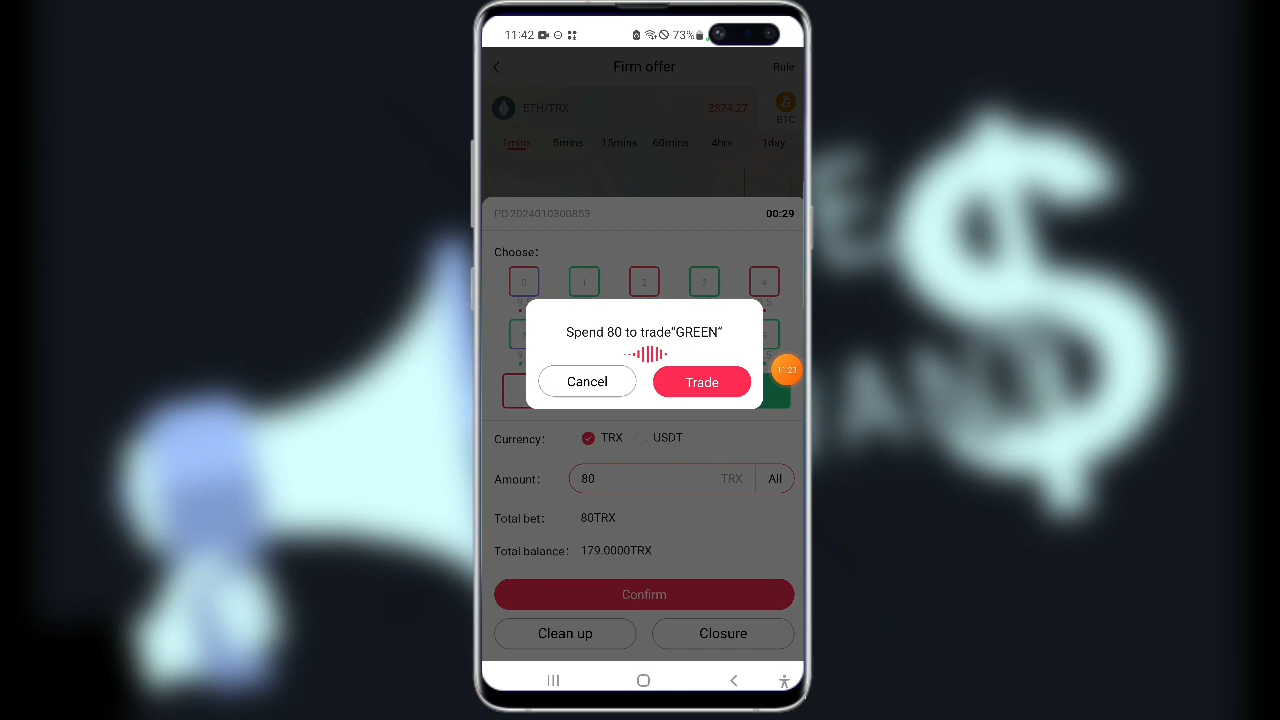 11:42 73%
Firm offer Rule
ETH/TRX 2374.27
BTC
1mins 5mins 15mins 60mins 4hrs 1day
PD2024010300853 00:29
Choose:
0 1 2 3 4
Spend 80 to trade“GREEN”
Cancel Trade
11:23
Currency: TRX USDT
Amount: 80 TRX All
Total bet: 80TRX
Total balance: 179.0000TRX
Confirm
Clean up Closure